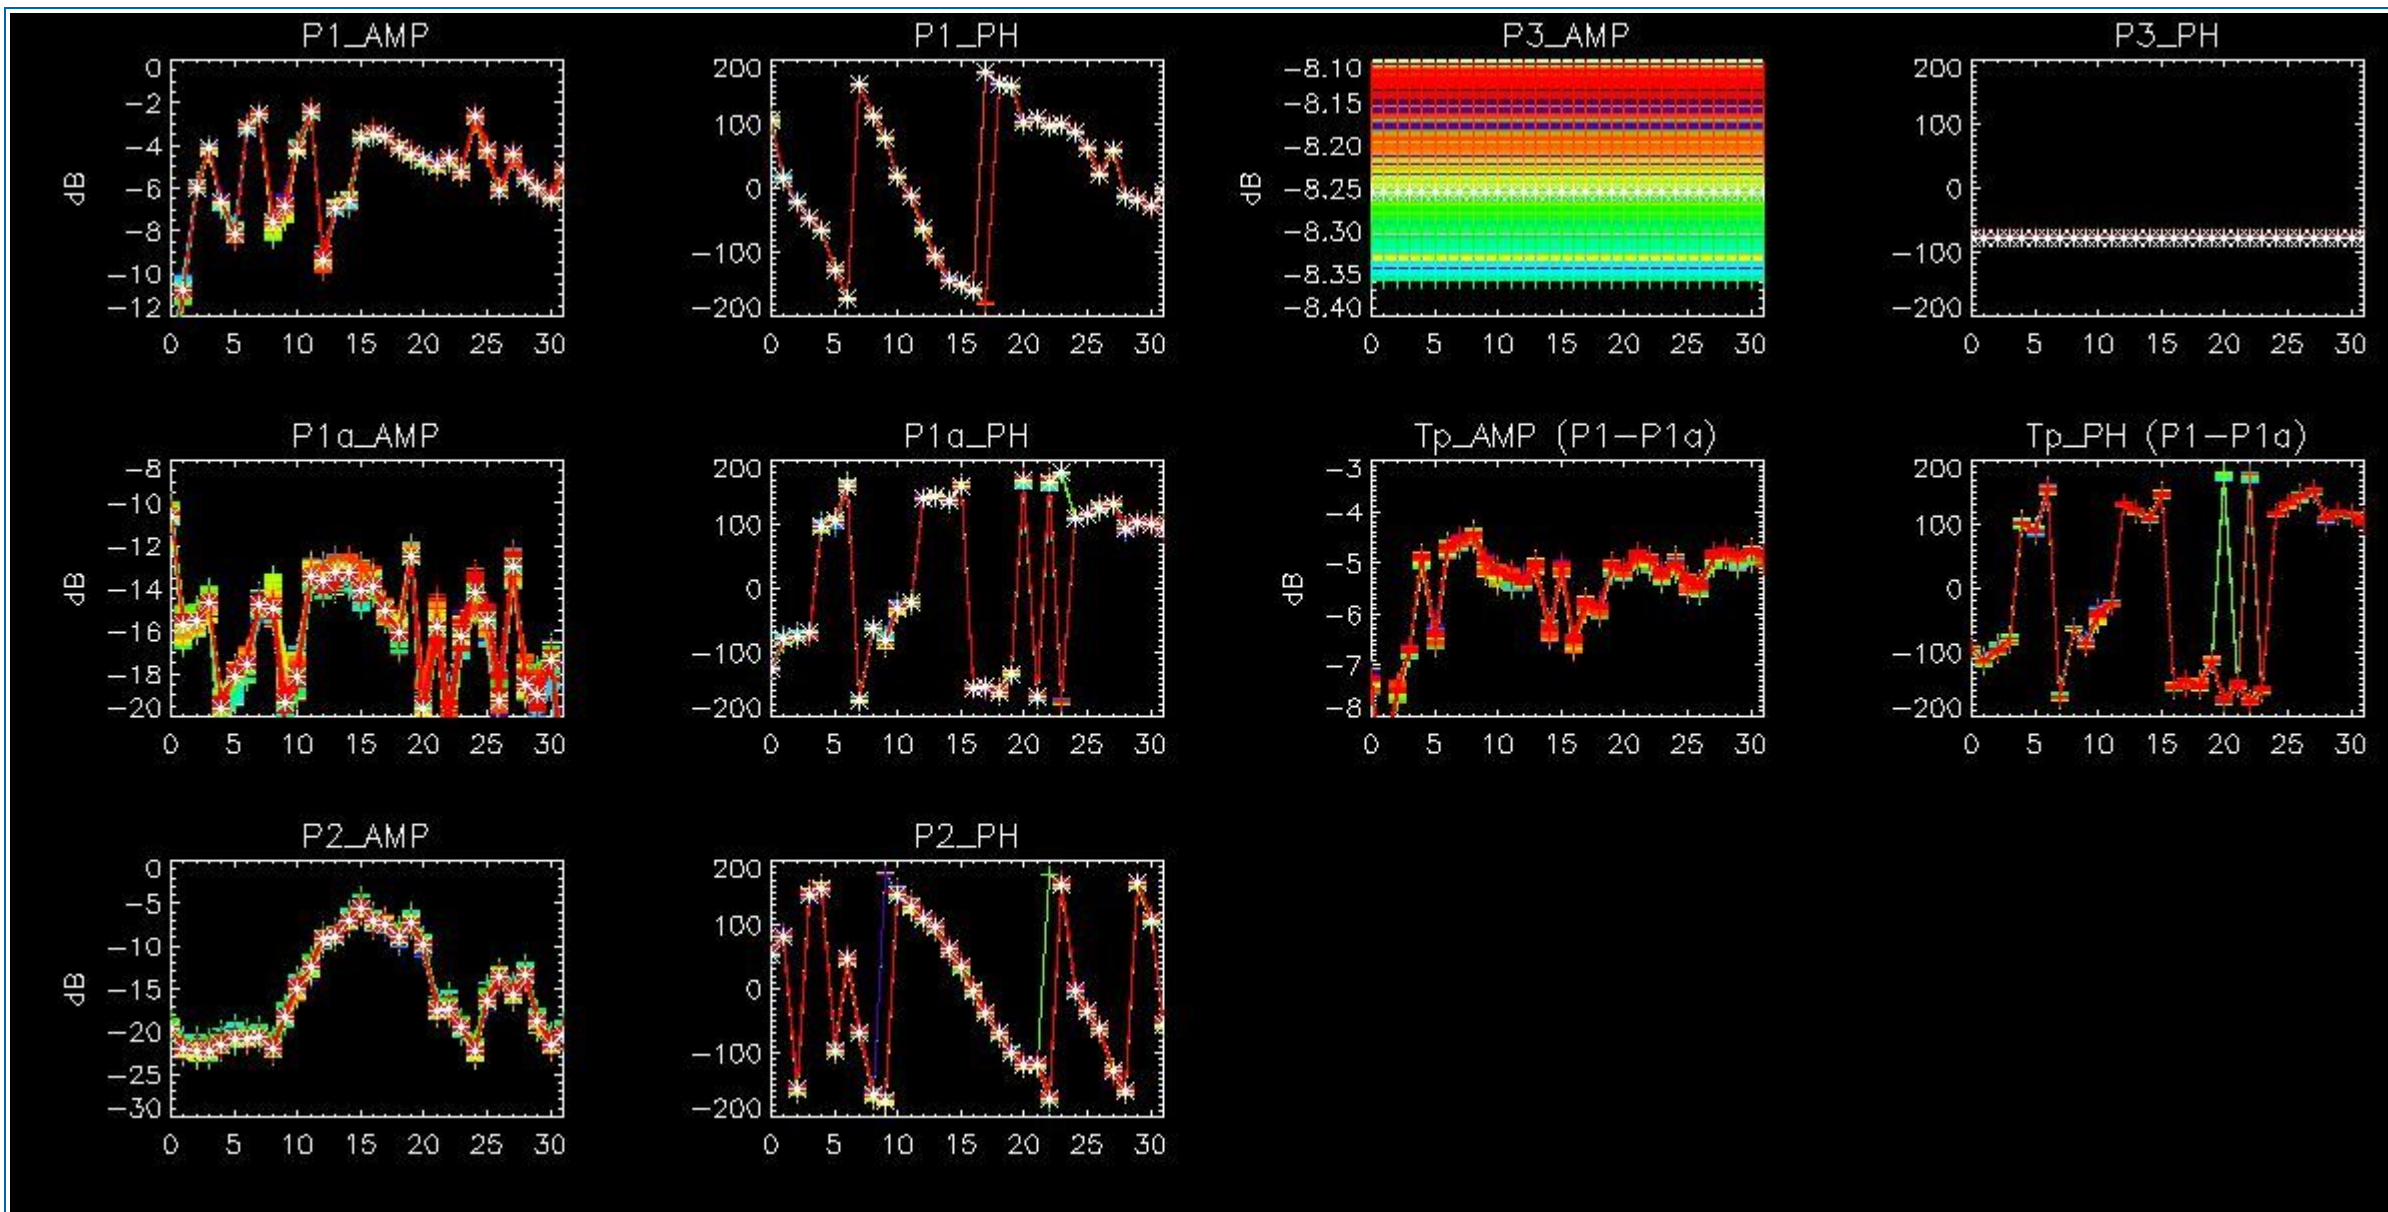 P1_AMP
0
−2
−4
−6
−8
−10
−12
dB
0 5 10 15 20 25 30
P1_PH
200
100
0
−100
−200
0 5 10 15 20 25 30
P3_AMP
−8.10
−8.15
−8.20
−8.25
−8.30
−8.35
−8.40
dB
0 5 10 15 20 25 30
P3_PH
200
100
0
−100
−200
0 5 10 15 20 25 30
P1a_AMP
−8
−10
−12
−14
−16
−18
−20
dB
0 5 10 15 20 25 30
P1a_PH
200
100
0
−100
−200
0 5 10 15 20 25 30
Tp_AMP (P1−P1a)
−3
−4
−5
−6
−7
−8
dB
0 5 10 15 20 25 30
Tp_PH (P1−P1a)
200
100
0
−100
−200
0 5 10 15 20 25 30
P2_AMP
0
−5
−10
−15
−20
−25
−30
dB
0 5 10 15 20 25 30
P2_PH
200
100
0
−100
−200
0 5 10 15 20 25 30